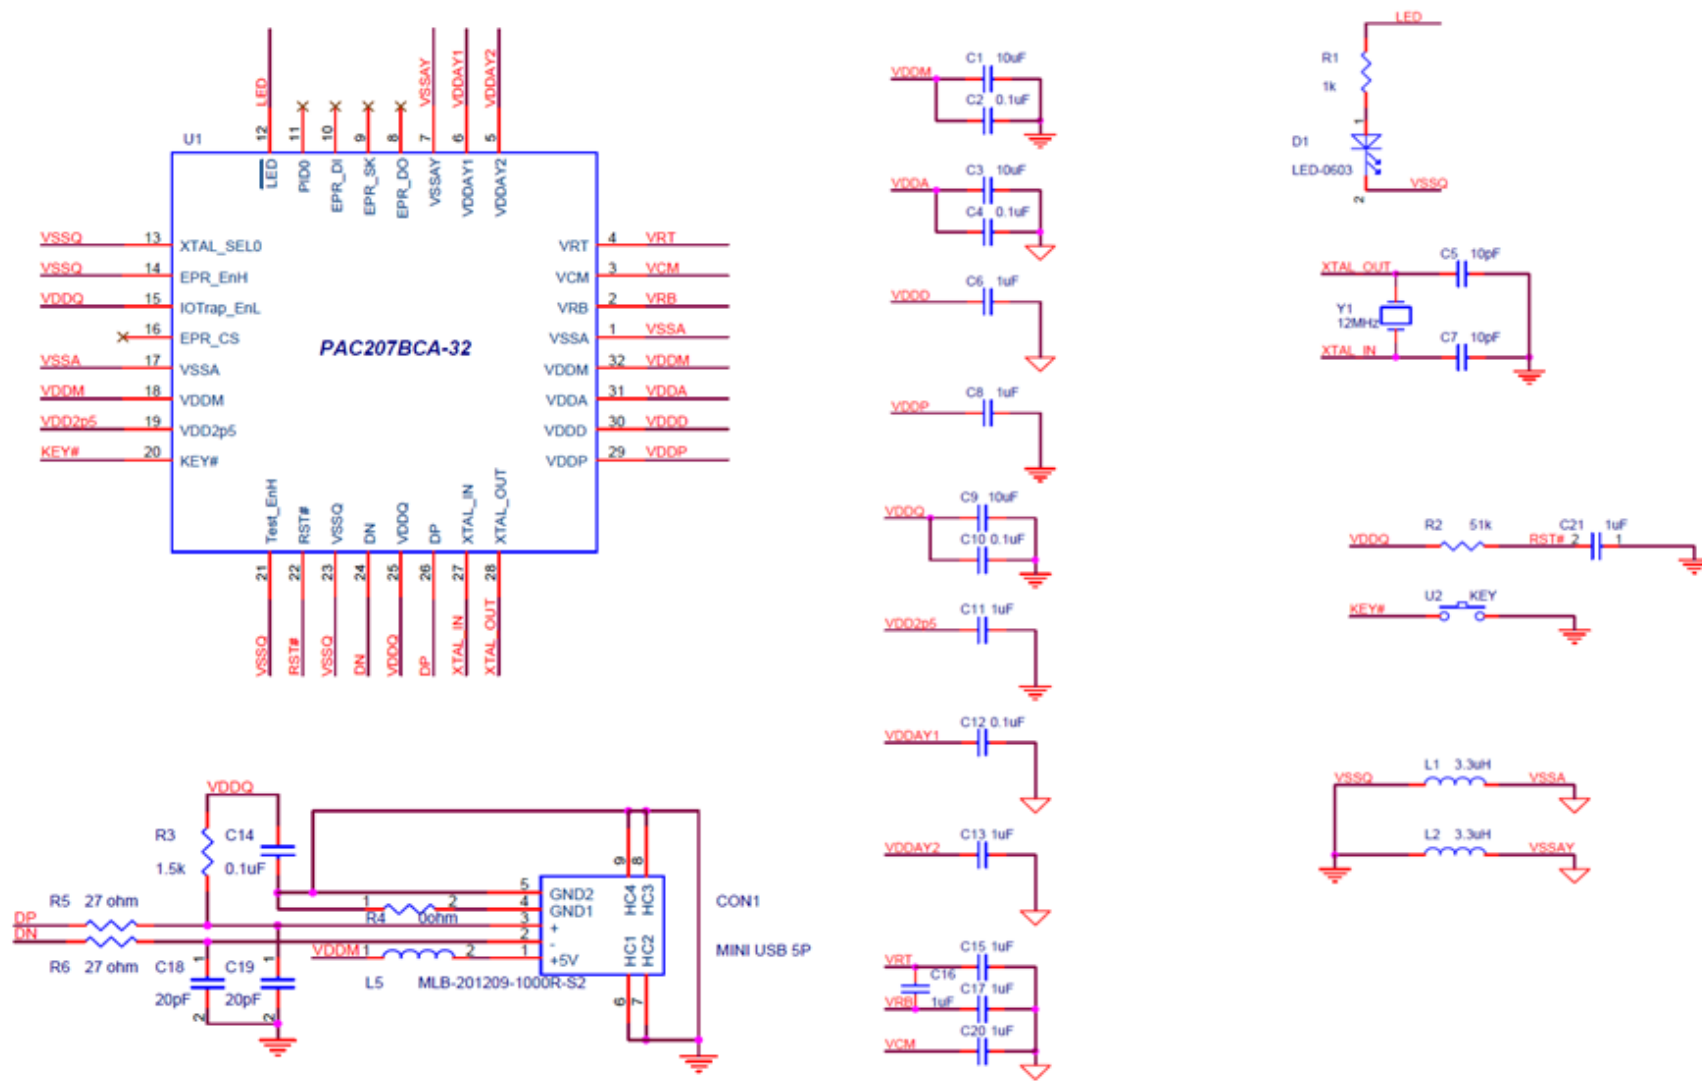 U1
LED
VSSAY
VDDAY1
VDDAY2
12
11
10
9
8
7
6
5
LED
PID0
EPR_DI
EPR_SK
EPR_DO
VSSAY
VDDAY1
VDDAY2
VSSQ 13 XTAL_SEL0
VSSQ 14 EPR_EnH
VDDQ 15 IOTrap_EnL
16 EPR_CS
VSSA 17 VSSA
VDDM 18 VDDM
VDD2p5 19 VDD2p5
KEY# 20 KEY#
PAC207BCA-32
VRT 4 VRT
VCM 3 VCM
VRB 2 VRB
VSSA 1 VSSA
VDDM 32 VDDM
VDDA 31 VDDA
VDDD 30 VDDD
VDDP 29 VDDP
Test_EnH
RST#
VSSQ
DN
VDDQ
DP
XTAL_IN
XTAL_OUT
21
22
23
24
25
26
27
28
VSSQ
RST#
VSSQ
DN
VDDQ
DP
XTAL_IN
XTAL_OUT
VDDQ
R3
1.5k
C14
0.1uF
R5 27 ohm
DP
DN
R6 27 ohm
C18
20pF
C19
20pF
1
1
2
2
1 2
R4 0ohm
VDDM 1 2
L5 MLB-201209-1000R-S2
5 GND2
4 GND1
3 +
2 -
1 +5V
9
8
HC4
HC3
HC1
HC2
6
7
CON1
MINI USB 5P
C1 10uF
VDDM
C2 0.1uF
C3 10uF
VDDA
C4 0.1uF
C6 1uF
VDDD
C8 1uF
VDDP
C9 10uF
VDDQ
C10 0.1uF
C11 1uF
VDD2p5
C12 0.1uF
VDDAY1
C13 1uF
VDDAY2
C15 1uF
VRT
C16
1uF
C17 1uF
VRB
C20 1uF
VCM
LED
R1
1k
1
D1
LED-0603
VSSQ
2
C5 10pF
XTAL_OUT
Y1
12MHz
C7 10pF
XTAL_IN
R2 51k C21 1uF
VDDQ RST# 2 1
U2 KEY
KEY#
L1 3.3uH
VSSQ VSSA
L2 3.3uH
VSSAY